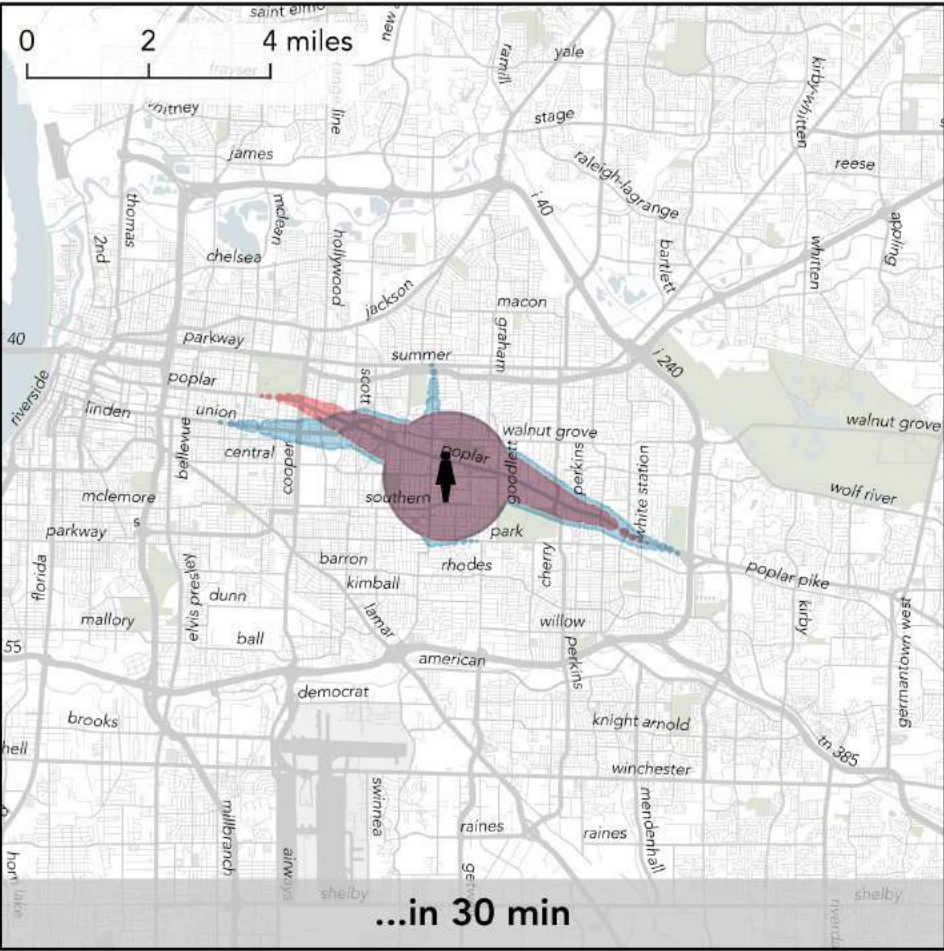 saint elmo
0 2 4 miles
new
ramill
yale
frayser
kirby-whitten
whitney
line
stage
james
reese
raleigh-lagrange
thomas
mclean
i 40
2nd
hollywood
bartlett
whitten
appling
chelsea
jackson
macon
graham
40
parkway
summer
i 240
poplar
scott
riverside
linden
union
walnut grove
walnut grove
bellevue
central
cooper
poplar
goodlett
perkins
white station
mclemore
southern
wolf river
s
parkway
park
florida
barron
rhodes
cherry
elvis presley
kimball
poplar pike
dunn
mallory
lamar
willow
kirby
germantown west
ball
55
american
perkins
democrat
brooks
knight arnold
hell
tn 385
winchester
millbranch
swinnea
mendenhall
raines
raines
horn lake
airways
getw
shelby
shelby
riverda
...in 30 min